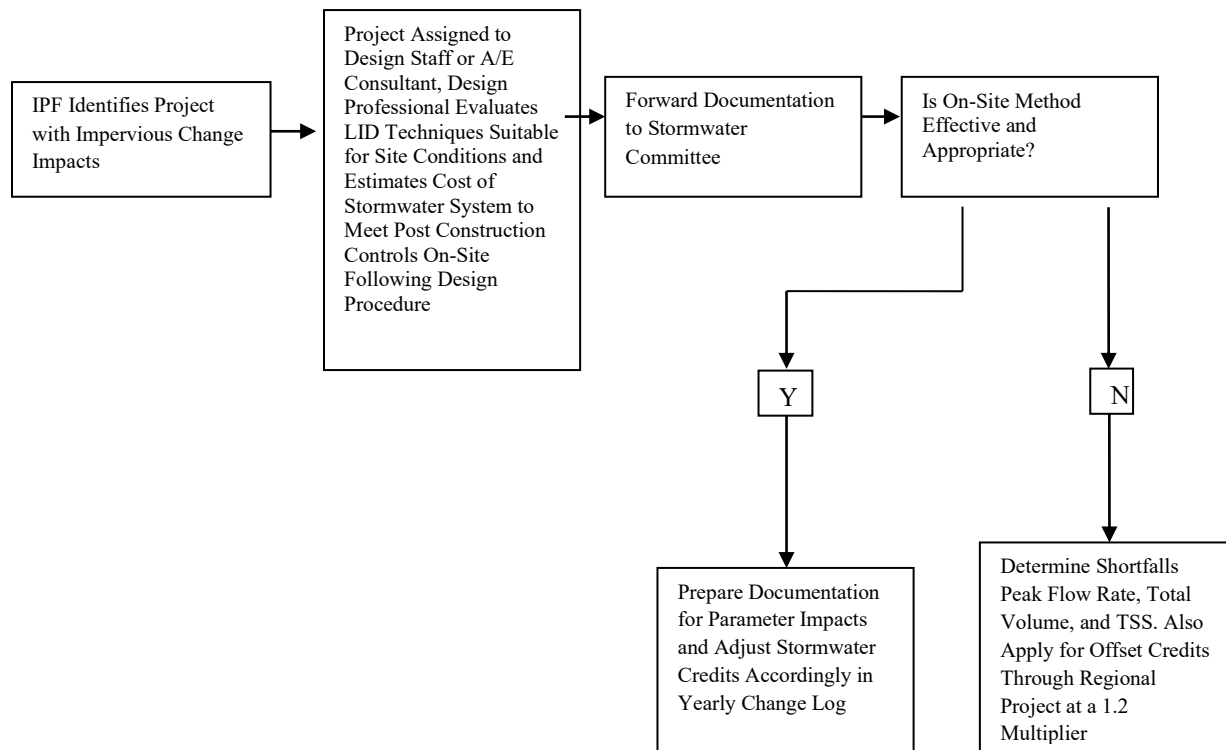 IPF Identifies Project
with Impervious Change
Impacts
Project Assigned to
Design Staff or A/E
Consultant, Design
Professional Evaluates
LID Techniques Suitable
for Site Conditions and
Estimates Cost of
Stormwater System to
Meet Post Construction
Controls On-Site
Following Design
Procedure
Forward Documentation
to Stormwater
Committee
Is On-Site Method
Effective and
Appropriate?
Y
N
Prepare Documentation
for Parameter Impacts
and Adjust Stormwater
Credits Accordingly in
Yearly Change Log
Determine Shortfalls
Peak Flow Rate, Total
Volume, and TSS. Also
Apply for Offset Credits
Through Regional
Project at a 1.2
Multiplier